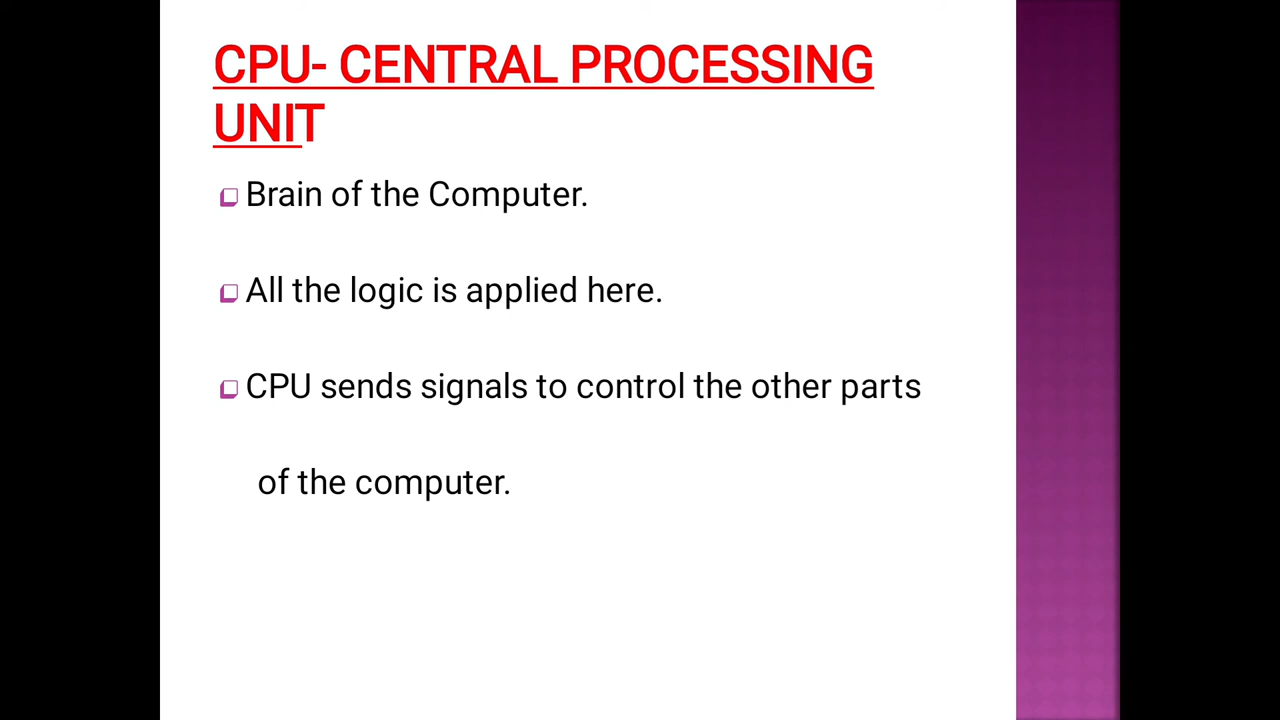 CPU- CENTRAL PROCESSING
UNIT
Brain of the Computer.
All the logic is applied here.
CPU sends signals to control the other parts
of the computer.